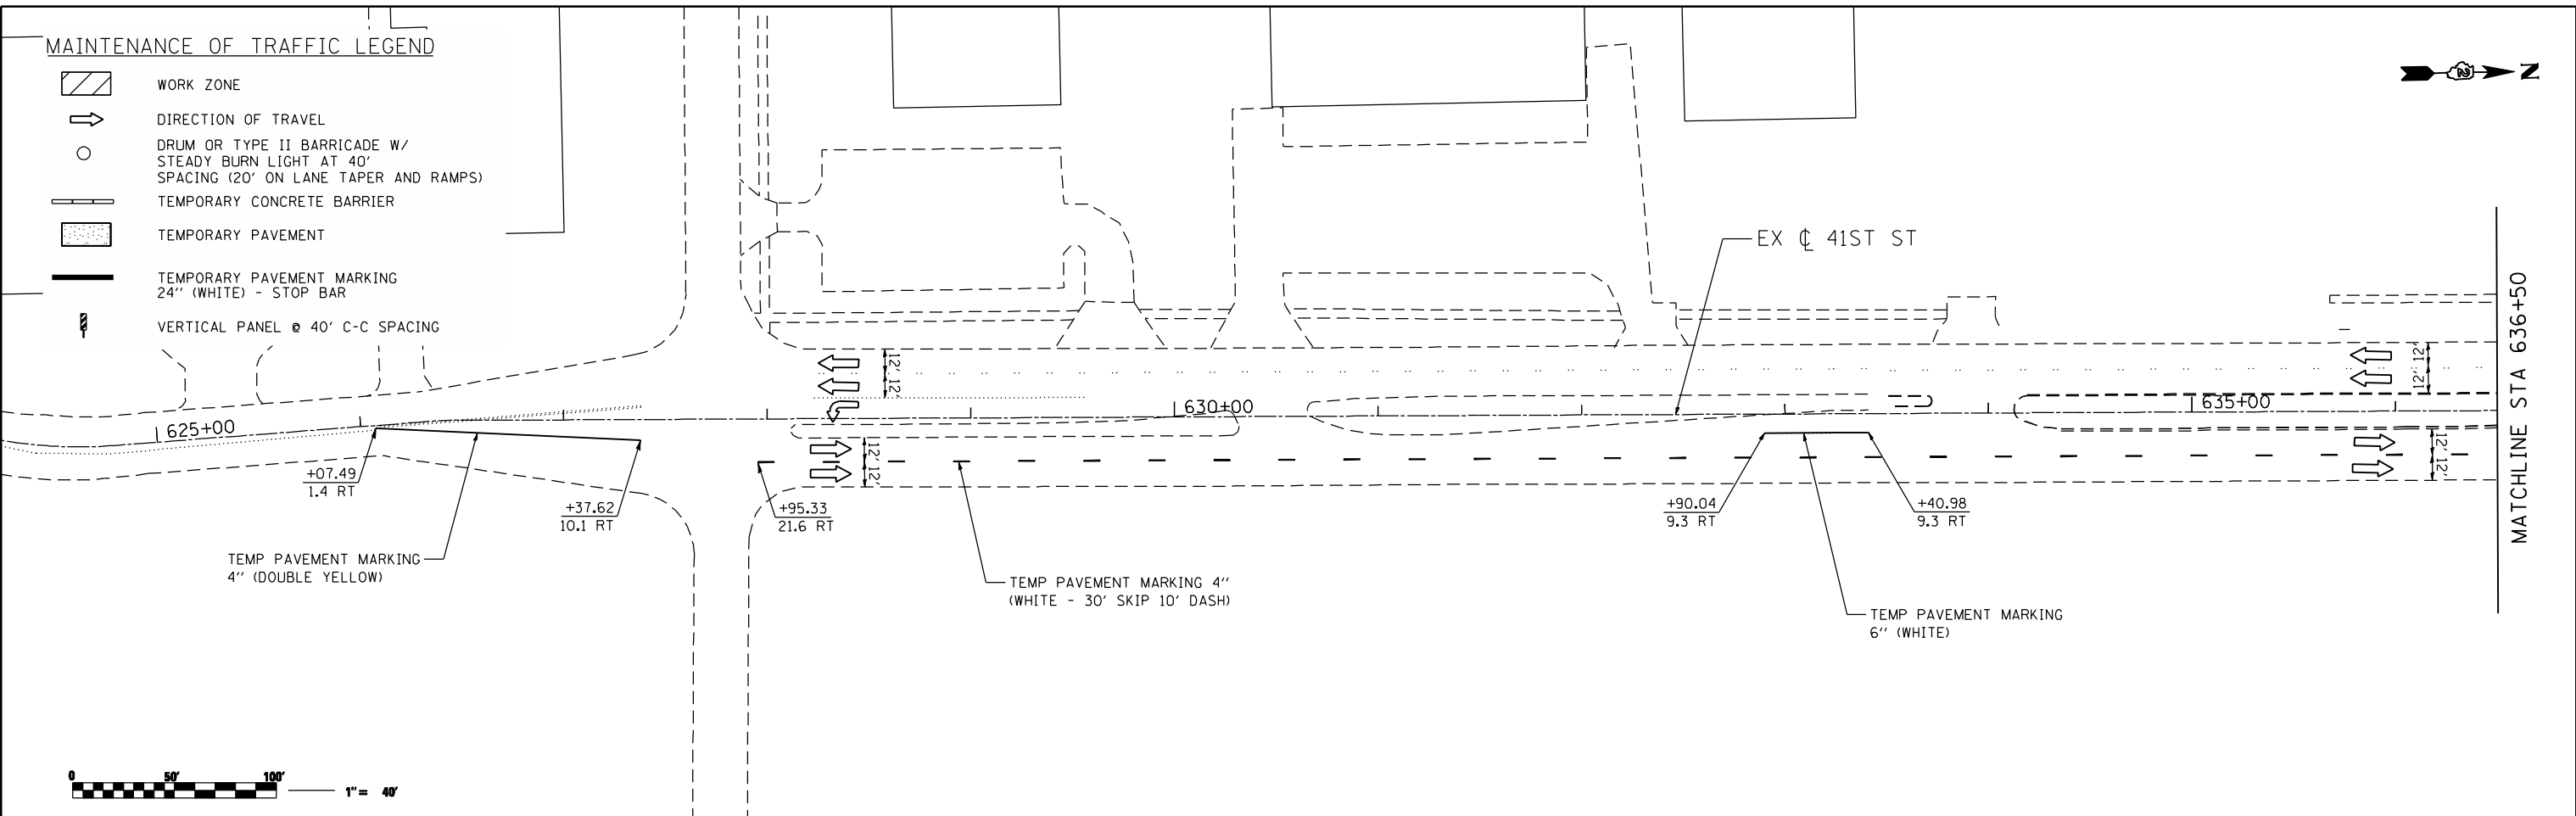 MAINTENANCE OF TRAFFIC LEGEND
WORK ZONE
DIRECTION OF TRAVEL
DRUM OR TYPE II BARRICADE W/
STEADY BURN LIGHT AT 40'
SPACING (20' ON LANE TAPER AND RAMPS)
TEMPORARY CONCRETE BARRIER
TEMPORARY PAVEMENT
TEMPORARY PAVEMENT MARKING
24" (WHITE) - STOP BAR
VERTICAL PANEL @ 40' C-C SPACING
N
EX ℄ 41ST ST
MATCHLINE STA 636+50
12' 12'
12' 12'
625+00
630+00
635+00
12' 12'
12' 12'
+07.49
1.4 RT
+37.62
10.1 RT
+95.33
21.6 RT
+90.04
9.3 RT
+40.98
9.3 RT
TEMP PAVEMENT MARKING
4" (DOUBLE YELLOW)
TEMP PAVEMENT MARKING 4"
(WHITE - 30' SKIP 10' DASH)
TEMP PAVEMENT MARKING
6" (WHITE)
0 50' 100'
1" = 40'